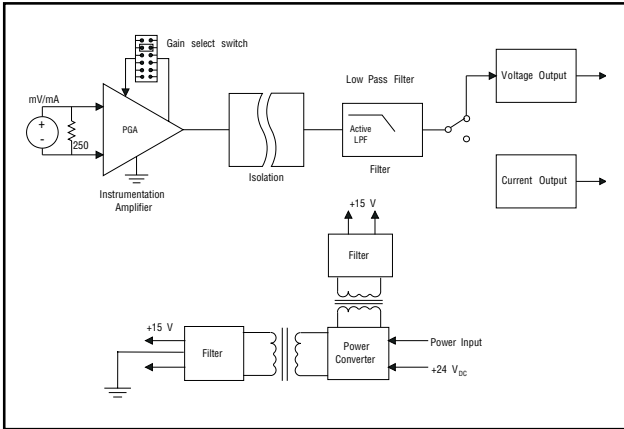 Gain select switch
mV/mA
+
-
250
PGA
Instrumentation
Amplifier
Isolation
Low Pass Filter
Active
LPF
Filter
Voltage Output
Current Output
+15 V
Filter
+15 V
Filter
Power
Converter
Power Input
+24 V_DC